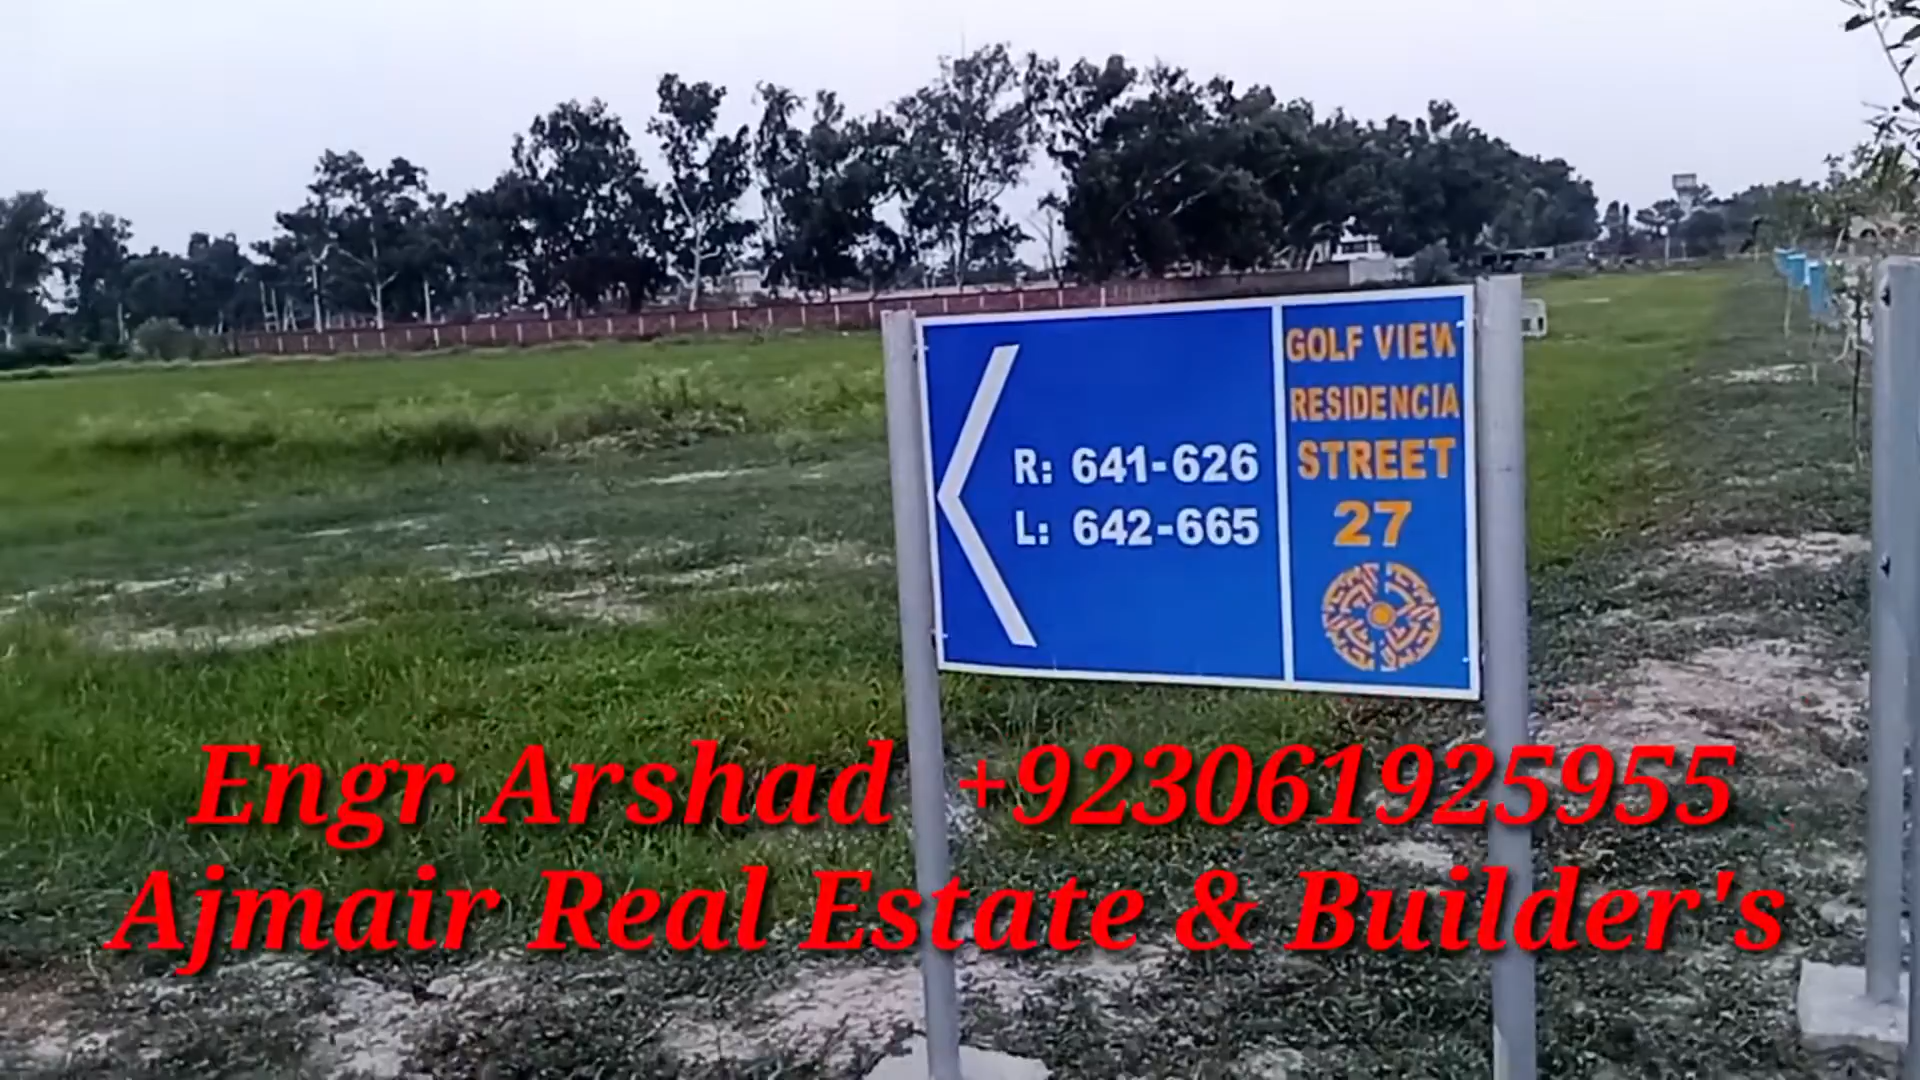 R: 641-626
L: 642-665
GOLF VIEW
RESIDENCIA
STREET
27
Engr Arshad +923061925955
Ajmair Real Estate & Builder's